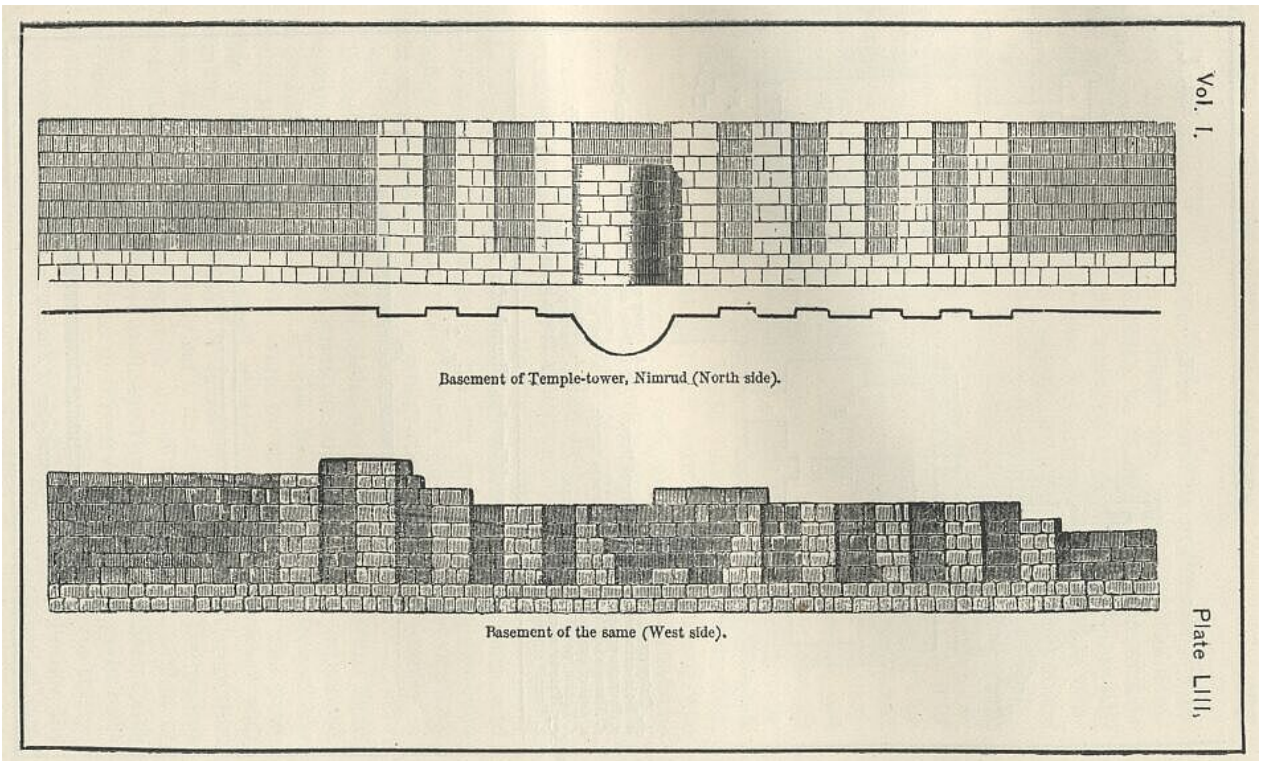 Vol. I.
Basement of Temple-tower, Nimrud (North side).
Basement of the same (West side).
Plate LIII,